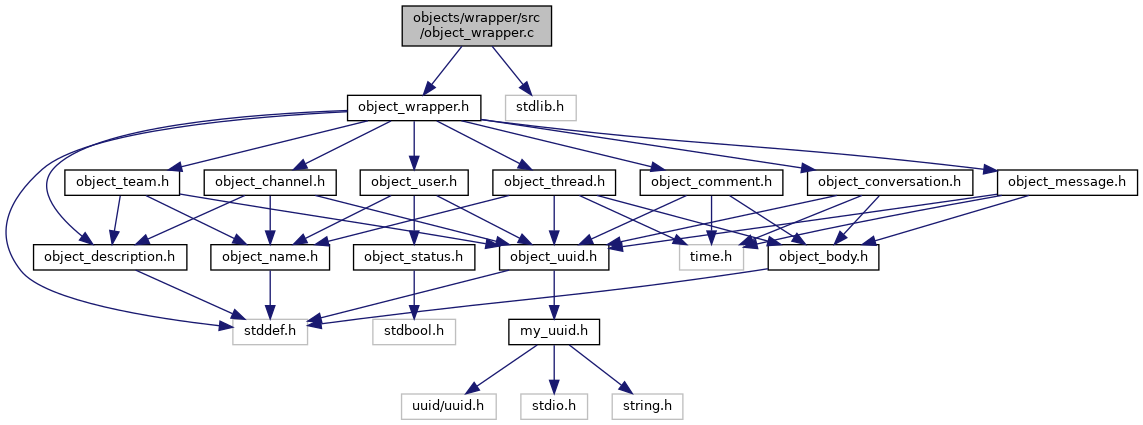 objects/wrapper/src
/object_wrapper.c
object_wrapper.h
stdlib.h
object_team.h
object_channel.h
object_user.h
object_thread.h
object_comment.h
object_conversation.h
object_message.h
object_description.h
object_name.h
object_status.h
object_uuid.h
time.h
object_body.h
stddef.h
stdbool.h
my_uuid.h
uuid/uuid.h
stdio.h
string.h